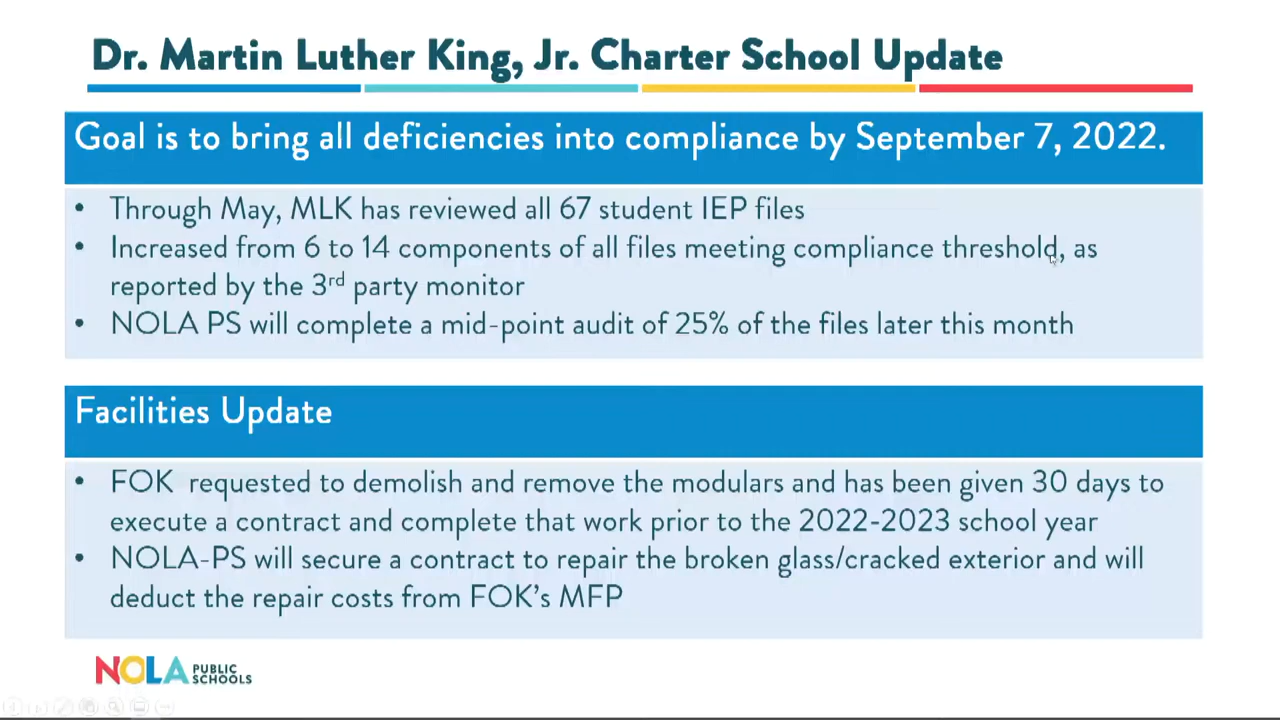 Dr. Martin Luther King, Jr. Charter School Update
Goal is to bring all deficiencies into compliance by September 7, 2022.
• Through May, MLK has reviewed all 67 student IEP files
• Increased from 6 to 14 components of all files meeting compliance threshold, as
reported by the 3rd party monitor
• NOLA PS will complete a mid-point audit of 25% of the files later this month
Facilities Update
• FOK requested to demolish and remove the modulars and has been given 30 days to
execute a contract and complete that work prior to the 2022-2023 school year
• NOLA-PS will secure a contract to repair the broken glass/cracked exterior and will
deduct the repair costs from FOK's MFP
NOLA PUBLIC
SCHOOLS